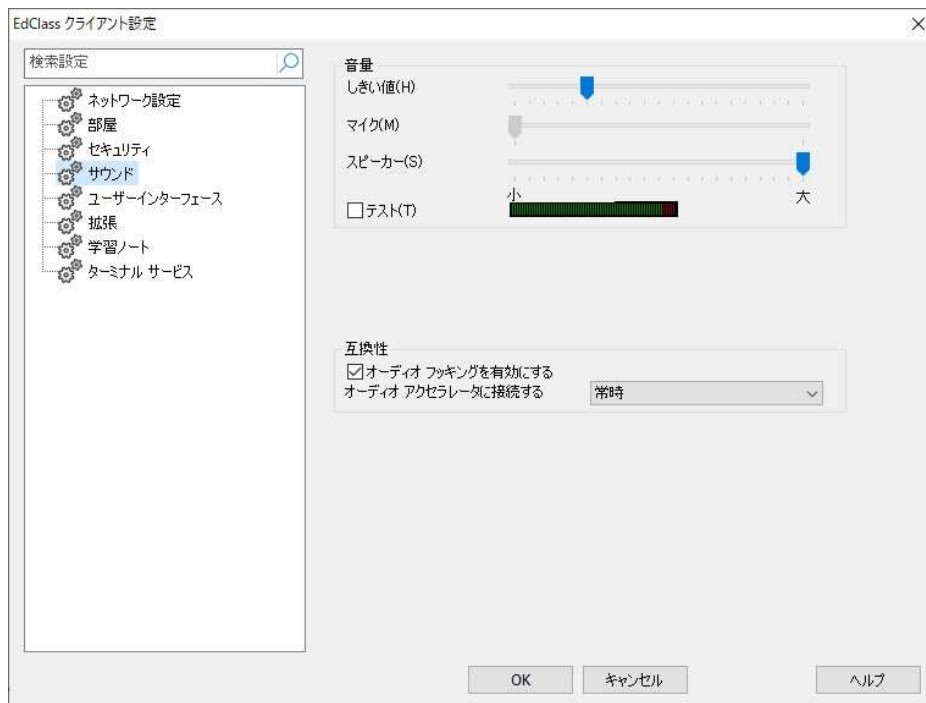 EdClass クライアント設定
検索設定
ネットワーク設定
部屋
セキュリティ
サウンド
ユーザーインターフェース
拡張
学習ノート
ターミナル サービス
音量
しきい値(H)
マイク(M)
スピーカー(S)
小 大
テスト(T)
互換性
オーディオ フッキングを有効にする
オーディオ アクセラレータに接続する 常時
OK キャンセル ヘルプ